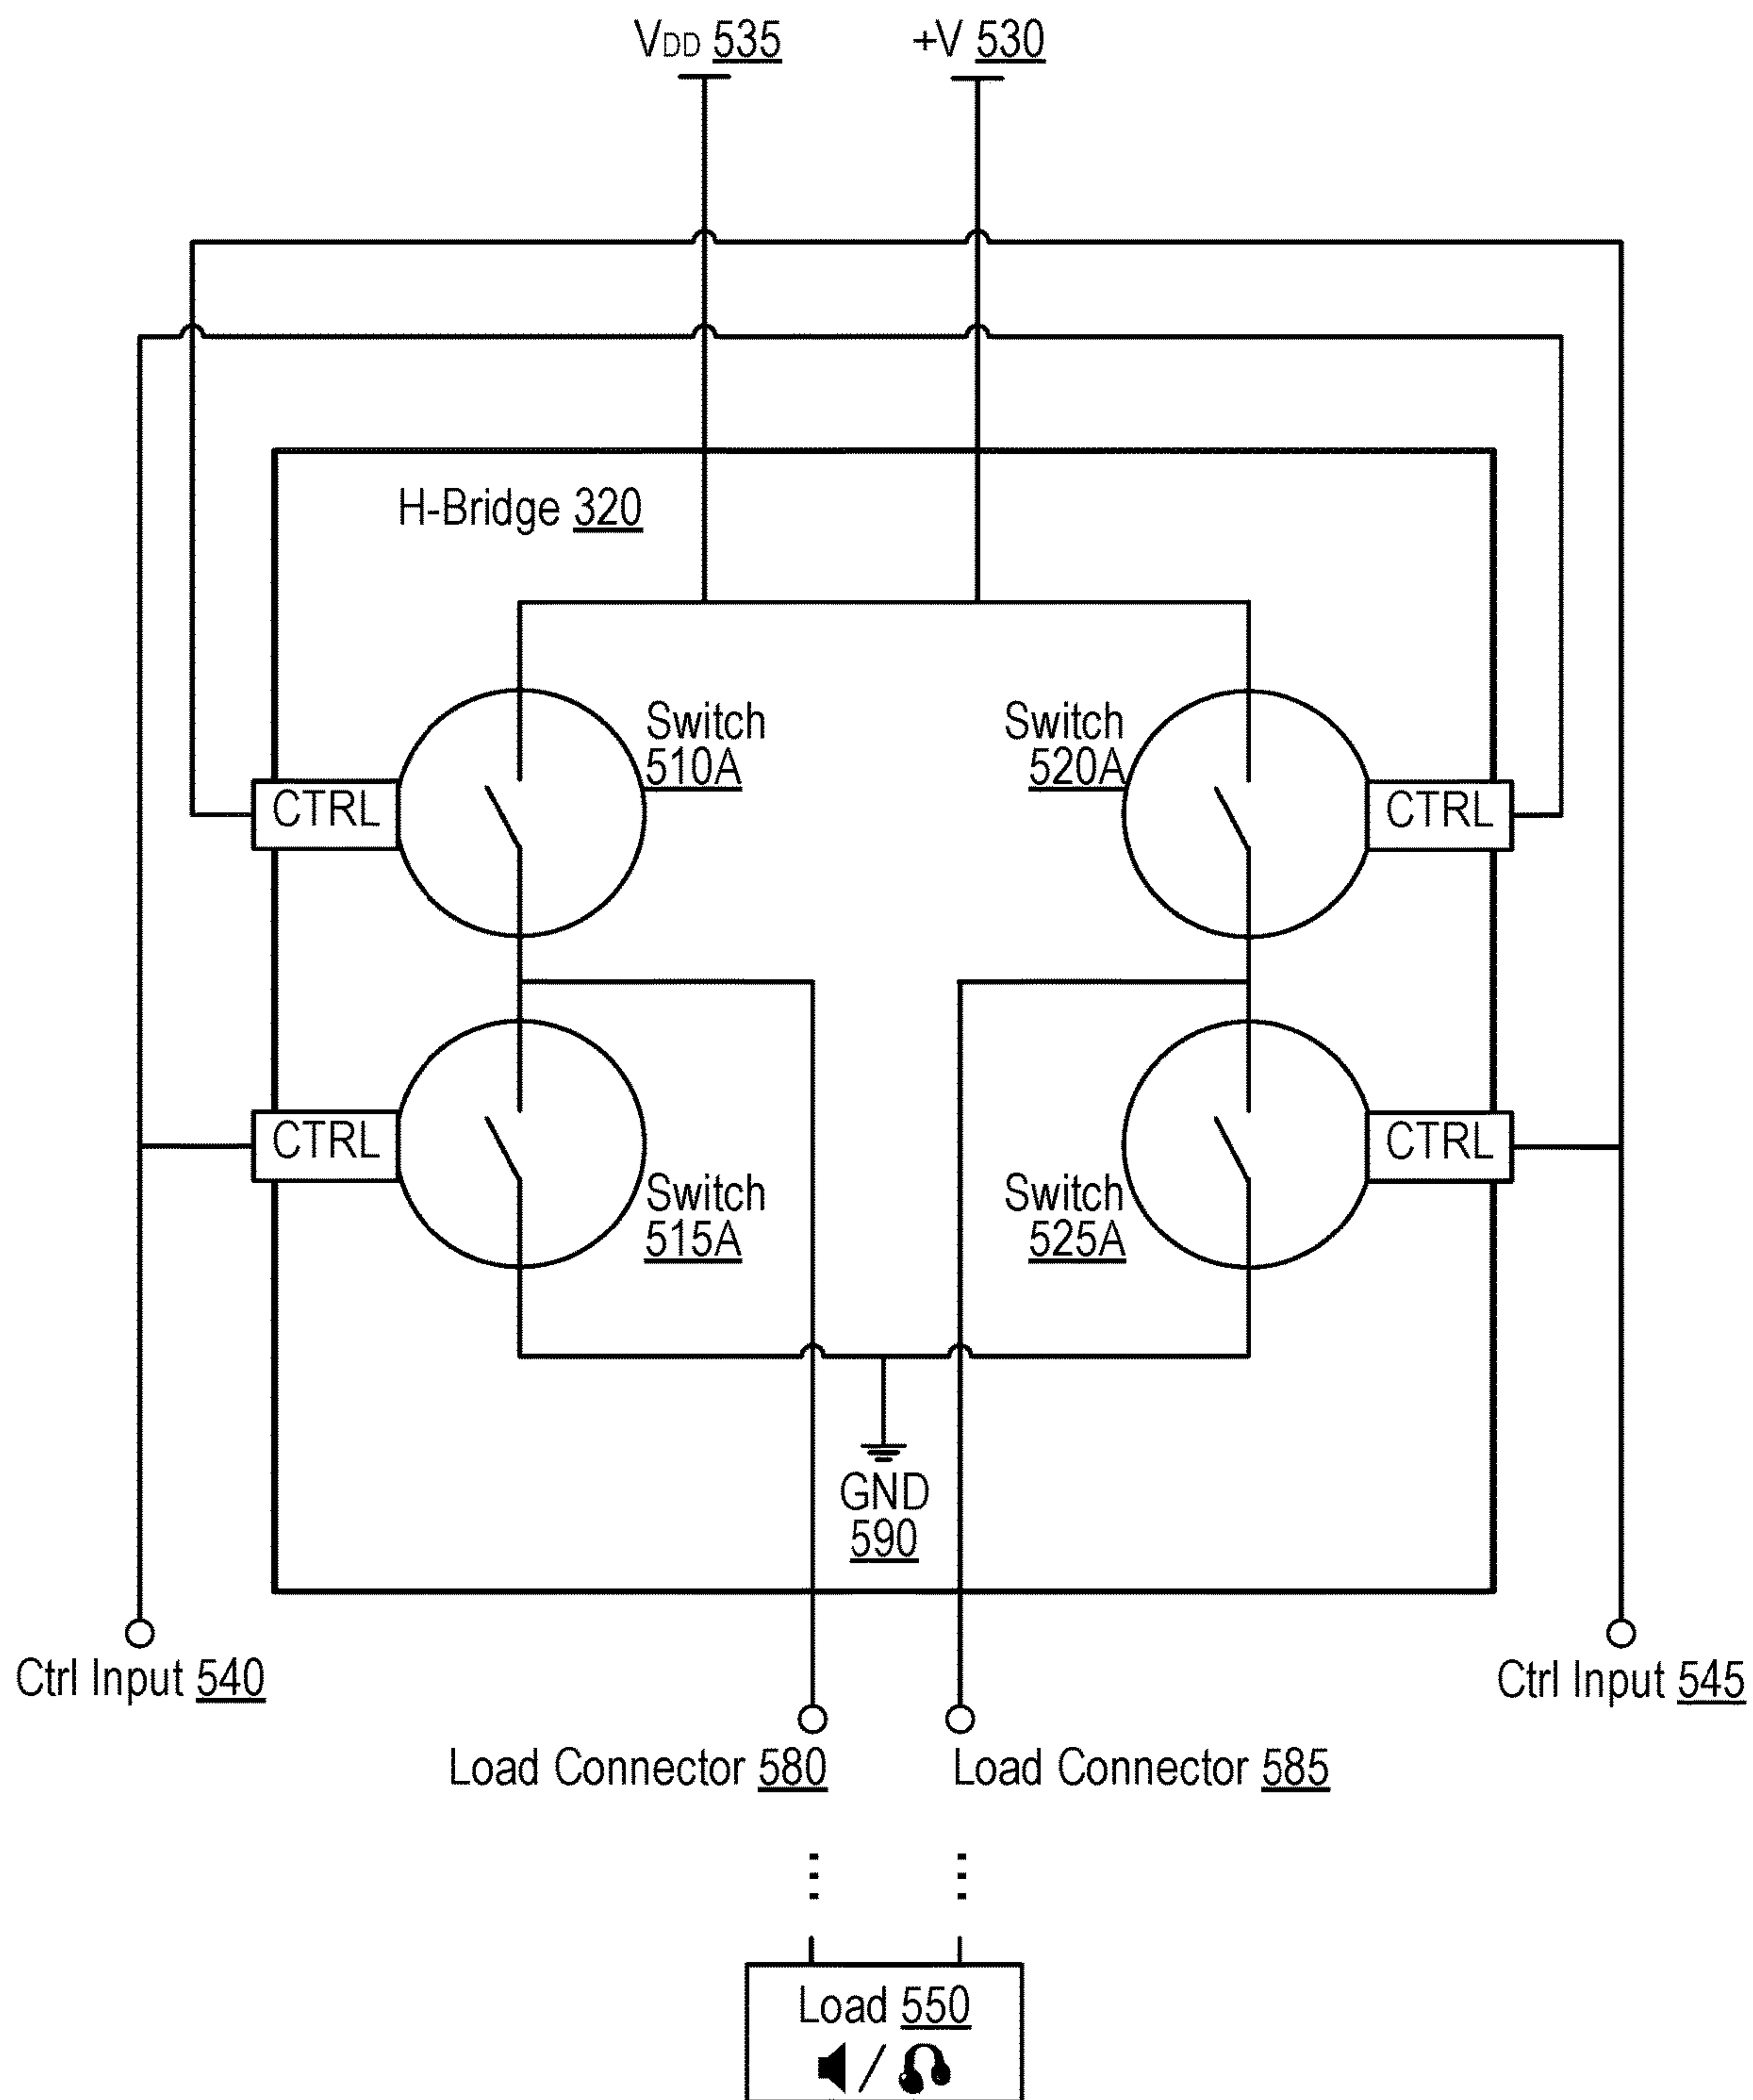 VDD 535
+V 530
H-Bridge 320
Switch
510A
Switch
520A
CTRL
CTRL
CTRL
CTRL
Switch
515A
Switch
525A
GND
590
Ctrl Input 540
Ctrl Input 545
Load Connector 580
Load Connector 585
Load 550